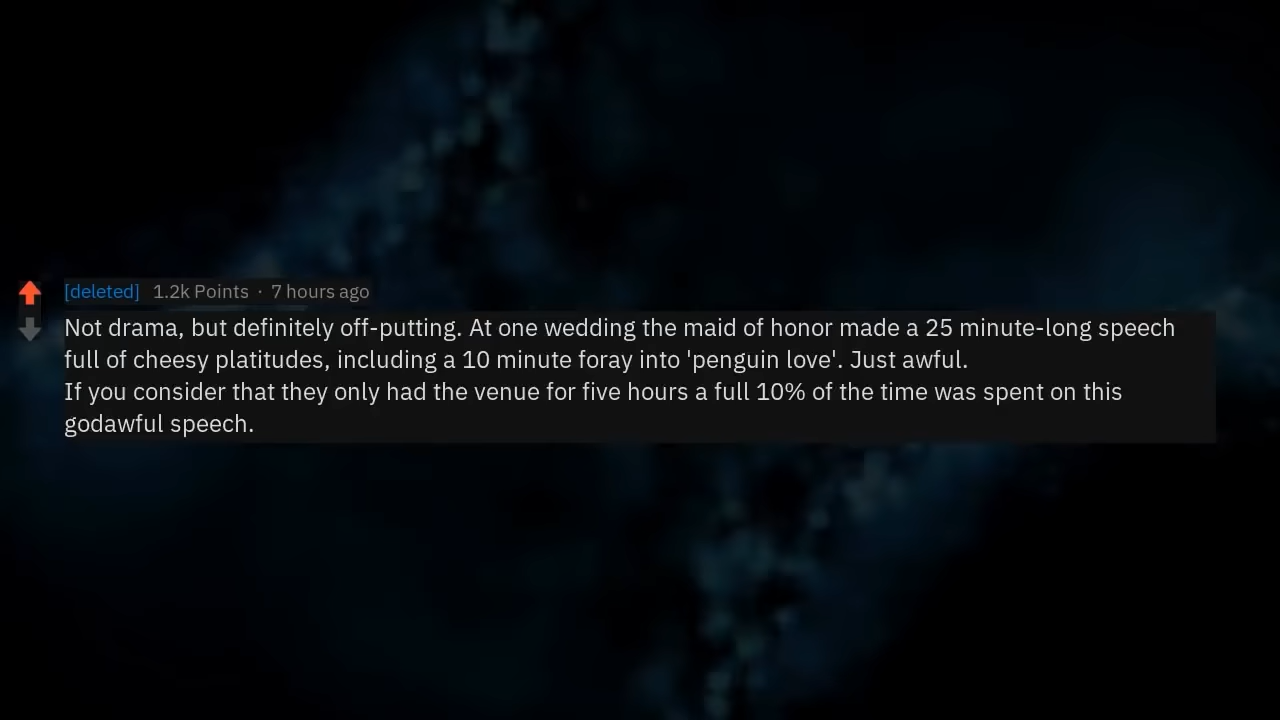 [deleted] 1.2k Points · 7 hours ago
Not drama, but definitely off-putting. At one wedding the maid of honor made a 25 minute-long speech
full of cheesy platitudes, including a 10 minute foray into 'penguin love'. Just awful.
If you consider that they only had the venue for five hours a full 10% of the time was spent on this
godawful speech.